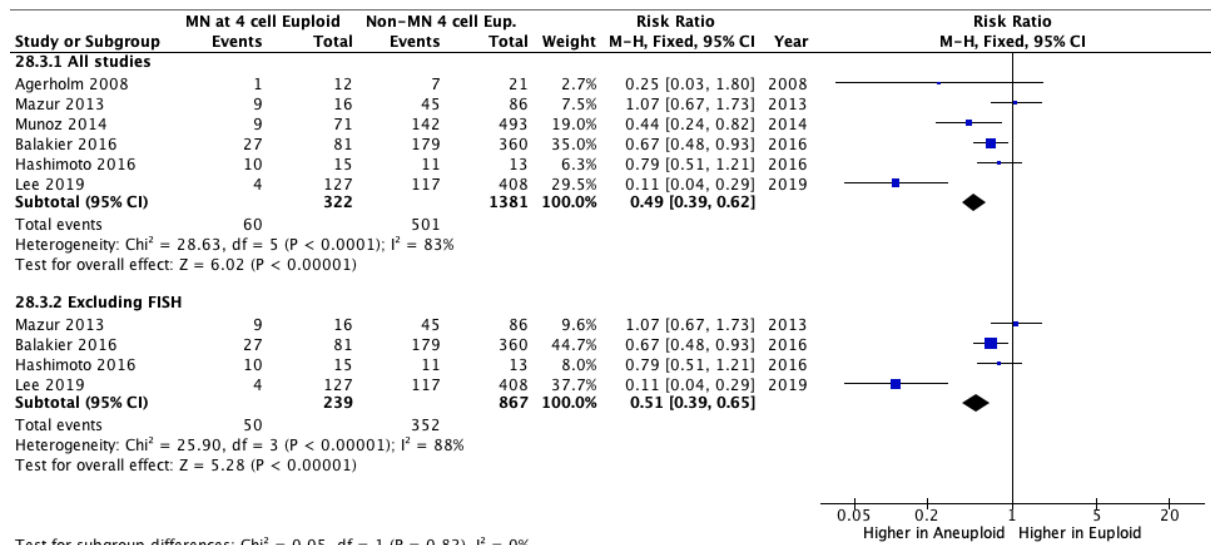 MN at 4 cell Euploid Non-MN 4 cell Eup. Risk Ratio Risk Ratio
Study or Subgroup Events Total Events Total Weight M-H, Fixed, 95% CI Year M-H, Fixed, 95% CI
28.3.1 All studies
Agerholm 2008 1 12 7 21 2.7% 0.25 [0.03, 1.80] 2008
Mazur 2013 9 16 45 86 7.5% 1.07 [0.67, 1.73] 2013
Munoz 2014 9 71 142 493 19.0% 0.44 [0.24, 0.82] 2014
Balakier 2016 27 81 179 360 35.0% 0.67 [0.48, 0.93] 2016
Hashimoto 2016 10 15 11 13 6.3% 0.79 [0.51, 1.21] 2016
Lee 2019 4 127 117 408 29.5% 0.11 [0.04, 0.29] 2019
Subtotal (95% CI) 322 1381 100.0% 0.49 [0.39, 0.62]
Total events 60 501
Heterogeneity: Chi² = 28.63, df = 5 (P < 0.0001); I² = 83%
Test for overall effect: Z = 6.02 (P < 0.00001)
28.3.2 Excluding FISH
Mazur 2013 9 16 45 86 9.6% 1.07 [0.67, 1.73] 2013
Balakier 2016 27 81 179 360 44.7% 0.67 [0.48, 0.93] 2016
Hashimoto 2016 10 15 11 13 8.0% 0.79 [0.51, 1.21] 2016
Lee 2019 4 127 117 408 37.7% 0.11 [0.04, 0.29] 2019
Subtotal (95% CI) 239 867 100.0% 0.51 [0.39, 0.65]
Total events 50 352
Heterogeneity: Chi² = 25.90, df = 3 (P < 0.00001); I² = 88%
Test for overall effect: Z = 5.28 (P < 0.00001)
0.05 0.2 1 5 20
Higher in Aneuploid Higher in Euploid
Test for subgroup differences: Chi² = 0.05, df = 1 (P = 0.82), I² = 0%